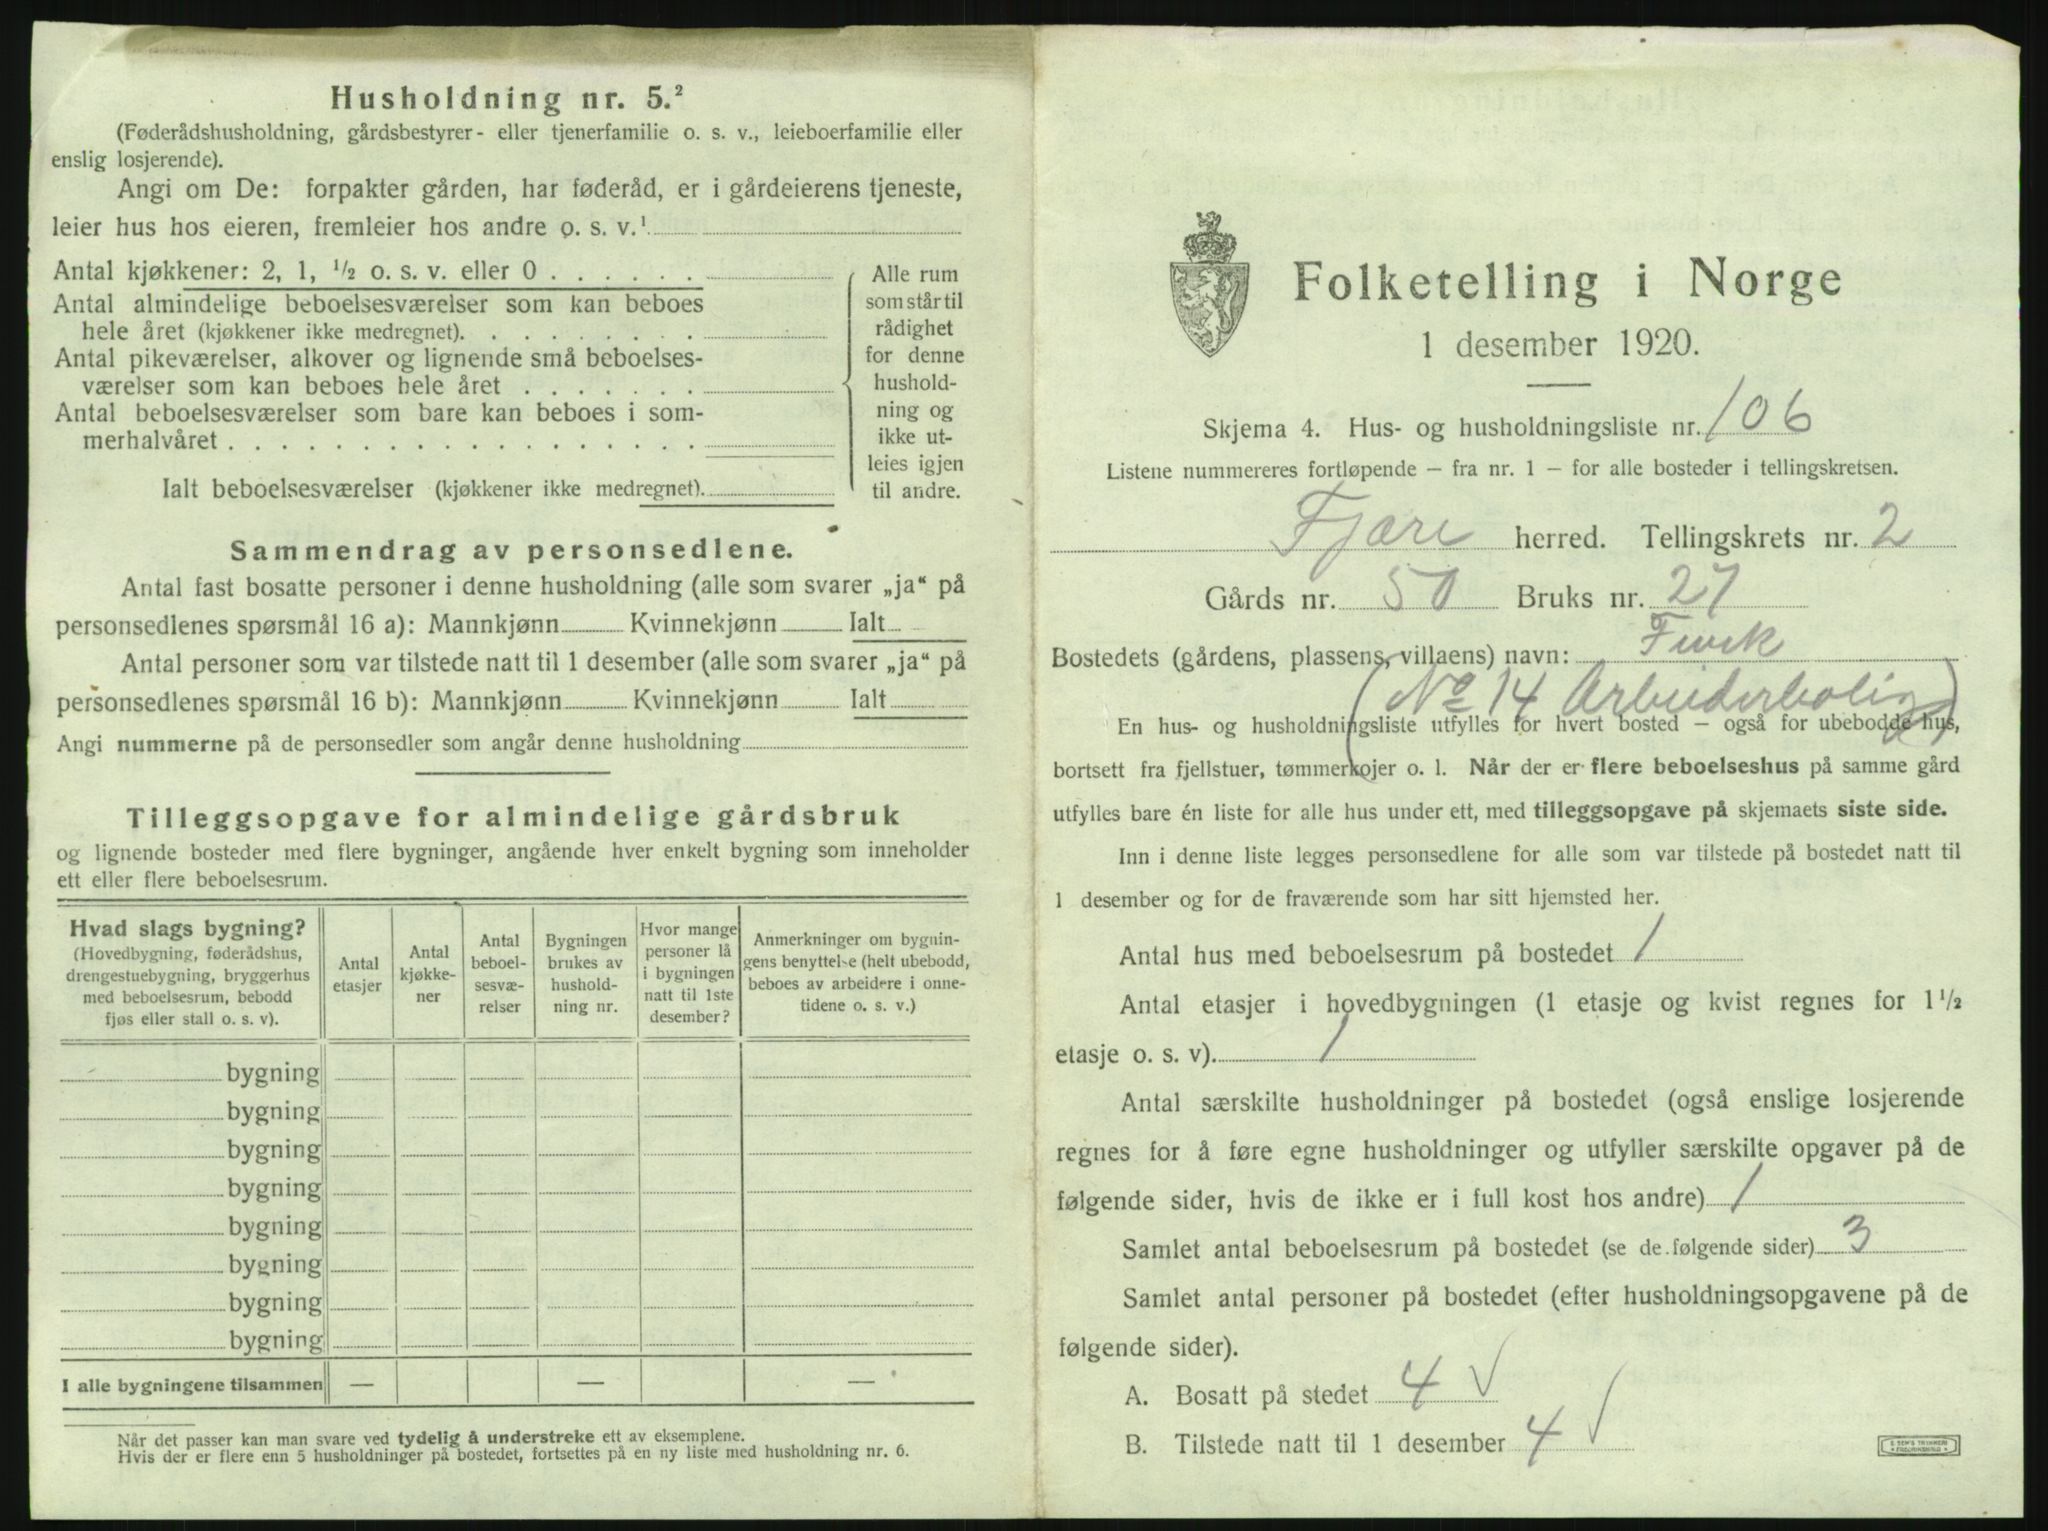 Husholdning nr. 5.²
(Føderådshusholdning, gårdsbestyrer- eller tjenerfamilie o. s. v., leieboerfamilie eller
enslig losjerende).
Angi om De: forpakter gården, har føderåd, er i gårdeierens tjeneste,
leier hus hos eieren, fremleier hos andre o. s. v.¹
Antal kjøkkener: 2, 1, ½ o. s. v. eller 0 . . . . . .
Antal almindelige beboelsesværelser som kan beboes
hele året (kjøkkener ikke medregnet). . . . . . . . .
Antal pikeværelser, alkover og lignende små beboelses-
værelser som kan beboes hele året . . . . . . .
Antal beboelsesværelser som bare kan beboes i som-
merhalvåret . . . . . . . . . . . . . . . . . .
Ialt beboelsesværelser (kjøkkener ikke medregnet).
Alle rum
som står til
rådighet
for denne
hushold-
ning og
ikke ut-
leies igjen
til andre.
Sammendrag av personsedlene.
Antal fast bosatte personer i denne husholdning (alle som svarer „ja“ på
personsedlenes spørsmål 16 a): Mannkjønn Kvinnekjønn Ialt
Antal personer som var tilstede natt til 1 desember (alle som svarer „ja“ på
personsedlenes spørsmål 16 b): Mannkjønn Kvinnekjønn Ialt
Angi nummerne på de personsedler som angår denne husholdning
Tilleggsopgave for almindelige gårdsbruk
og lignende bosteder med flere bygninger, angående hver enkelt bygning som inneholder
ett eller flere beboelsesrum.
Hvad slags bygning?
(Hovedbygning, føderådshus,
drengestuebygning, bryggerhus
med beboelsesrum, bebodd
fjøs eller stall o. s. v).
Antal
etasjer
Antal
kjøkke-
ner
Antal
beboel-
sesvæ-
relser
Bygningen
brukes av
hushold-
ning nr.
Hvor mange
personer lå
i bygningen
natt til 1ste
desember?
Anmerkninger om bygnin-
gens benyttelse (helt ubebodd,
beboes av arbeidere i onne-
tidene o. s. v.)
bygning
bygning
bygning
bygning
bygning
bygning
bygning
bygning
I alle bygningene tilsammen — — —
Når det passer kan man svare ved tydelig å understreke ett av eksemplene.
Hvis der er flere enn 5 husholdninger på bostedet, fortsettes på en ny liste med husholdning nr. 6.
Folketelling i Norge
1 desember 1920.
Skjema 4. Hus- og husholdningsliste nr. 106
Listene nummereres fortløpende — fra nr. 1 — for alle bosteder i tellingskretsen.
Fjære herred. Tellingskrets nr. 2
Gårds nr. 50 Bruks nr. 27
Bostedets (gårdens, plassens, villaens) navn: Fevik
(No 14 Arbeiderbolig)
En hus- og husholdningsliste utfylles for hvert bosted — også for ubebodde hus,
bortsett fra fjellstuer, tømmerkojer o. l. Når der er flere beboelseshus på samme gård
utfylles bare én liste for alle hus under ett, med tilleggsopgave på skjemaets siste side.
Inn i denne liste legges personsedlene for alle som var tilstede på bostedet natt til
1 desember og for de fraværende som har sitt hjemsted her.
Antal hus med beboelsesrum på bostedet 1
Antal etasjer i hovedbygningen (1 etasje og kvist regnes for 1½
etasje o. s. v). 1
Antal særskilte husholdninger på bostedet (også enslige losjerende
regnes for å føre egne husholdninger og utfyller særskilte opgaver på de
følgende sider, hvis de ikke er i full kost hos andre) 1
Samlet antal beboelsesrum på bostedet (se de følgende sider) 3
Samlet antal personer på bostedet (efter husholdningsopgavene på de
følgende sider).
A. Bosatt på stedet 4 √
B. Tilstede natt til 1 desember 4 √